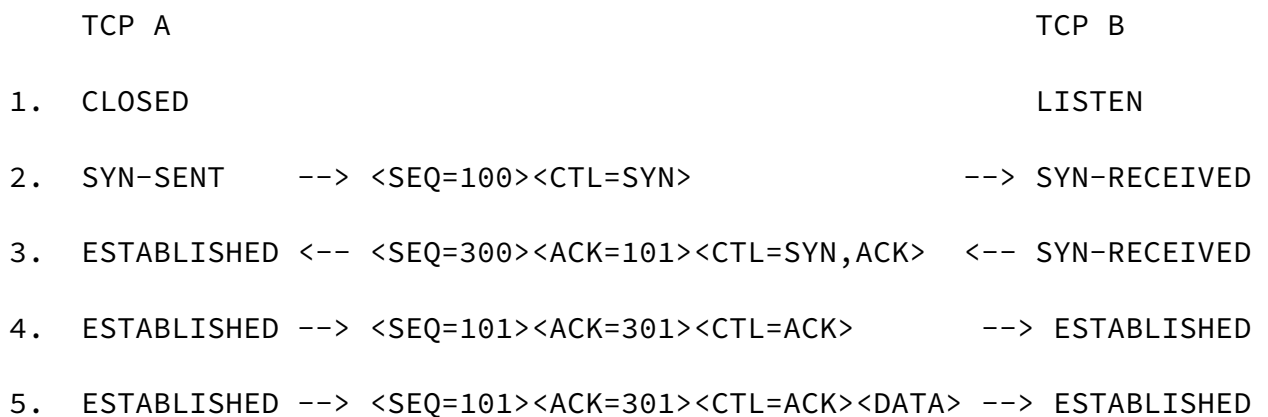 TCP A                                                TCP B
1.  CLOSED                                               LISTEN
2.  SYN-SENT    --> <SEQ=100><CTL=SYN>               --> SYN-RECEIVED
3.  ESTABLISHED <-- <SEQ=300><ACK=101><CTL=SYN,ACK>  <-- SYN-RECEIVED
4.  ESTABLISHED --> <SEQ=101><ACK=301><CTL=ACK>       --> ESTABLISHED
5.  ESTABLISHED --> <SEQ=101><ACK=301><CTL=ACK><DATA> --> ESTABLISHED